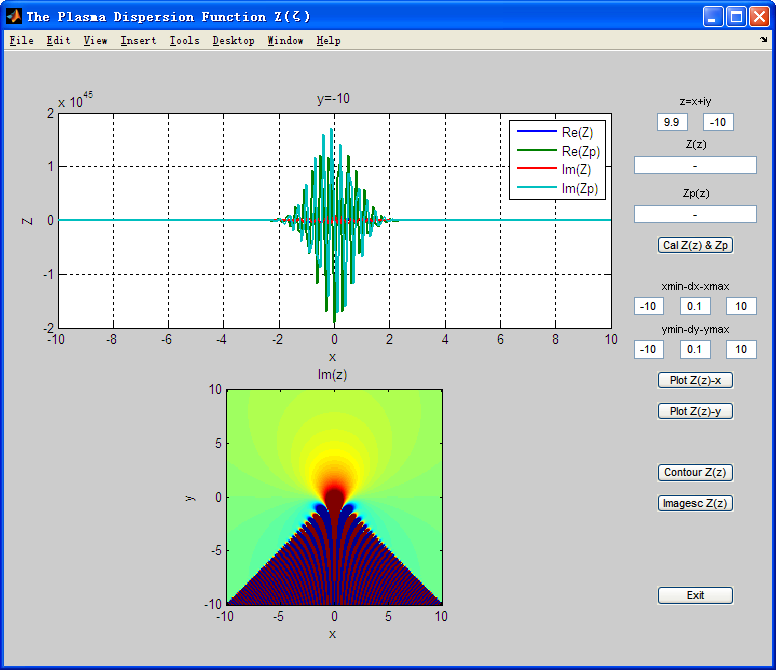 The Plasma Dispersion Function Z(ζ)
File Edit View Insert Tools Desktop Window Help
x 10^45
y=-10
2
1
0
-1
-2
Z
-10 -8 -6 -4 -2 0 2 4 6 8 10
x
Re(Z)
Re(Zp)
Im(Z)
Im(Zp)
Im(z)
10
5
0
-5
-10
y
-10 -5 0 5 10
x
z=x+iy
9.9 -10
Z(z)
-
Zp(z)
-
Cal Z(z) & Zp
xmin-dx-xmax
-10 0.1 10
ymin-dy-ymax
-10 0.1 10
Plot Z(z)-x
Plot Z(z)-y
Contour Z(z)
Imagesc Z(z)
Exit